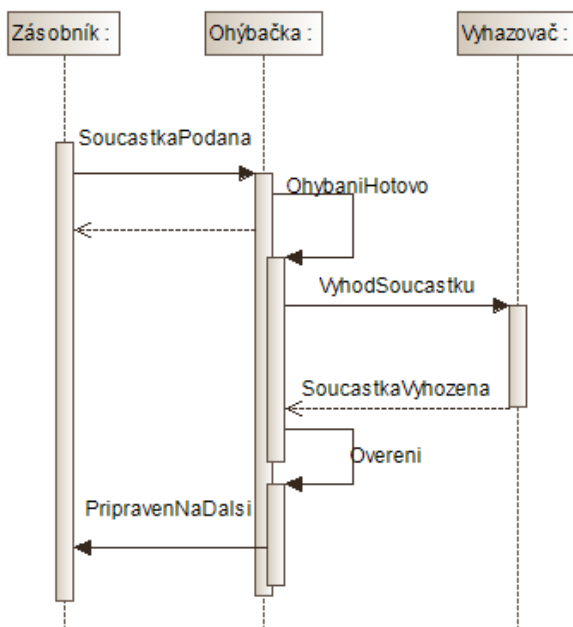 Zásobník :
Ohýbačka :
Vyhazovač :
SoucastkaPodana
OhybaniHotovo
VyhodSoucastku
SoucastkaVyhozena
Overeni
PripravenNaDalsi